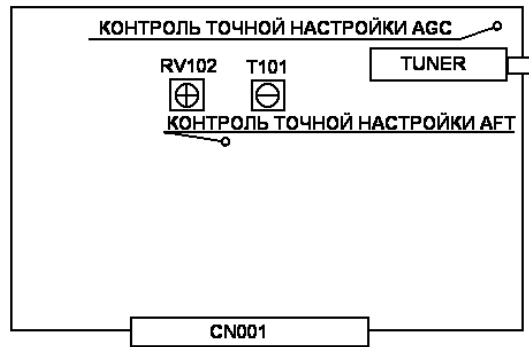 КОНТРОЛЬ ТОЧНОЙ НАСТРОЙКИ AGC
RV102 T101 TUNER
КОНТРОЛЬ ТОЧНОЙ НАСТРОЙКИ AFT
CN001